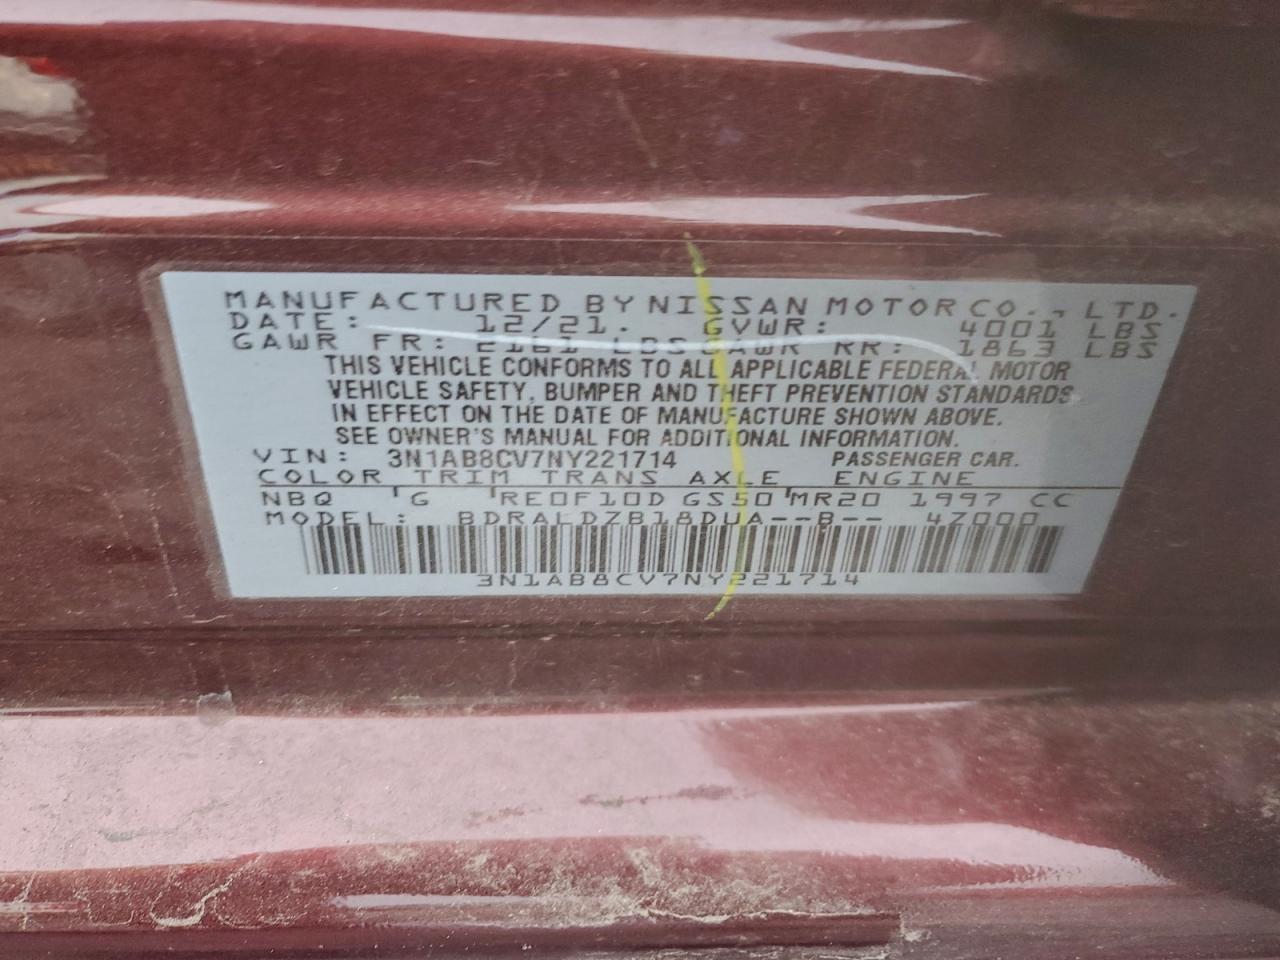 MANUFACTURED BY NISSAN MOTOR CO., LTD.
DATE: 12/21. GVWR: 4001 LBS
GAWR FR: 2161 LBS GAWR RR: 1863 LBS
THIS VEHICLE CONFORMS TO ALL APPLICABLE FEDERAL MOTOR
VEHICLE SAFETY, BUMPER AND THEFT PREVENTION STANDARDS
IN EFFECT ON THE DATE OF MANUFACTURE SHOWN ABOVE.
SEE OWNER'S MANUAL FOR ADDITIONAL INFORMATION.
VIN: 3N1AB8CV7NY221714 PASSENGER CAR.
COLOR TRIM TRANS AXLE ENGINE
NBQ 'G 'RE0F10D GS50'MR20 1997 CC
MODEL: BDRALDZB18DUA--B-- 4Z000
3N1AB8CV7NY221714